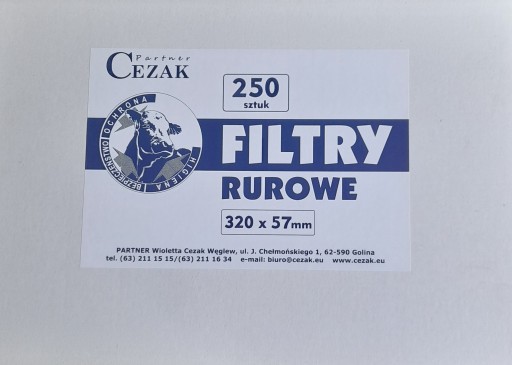 Partner
CEZAK
250
sztuk
OCHRONA
HIGIENA
BEZPIECZEŃSTWO
FILTRY
RUROWE
320 x 57mm
PARTNER Wioletta Cezak Węglew, ul. J. Chełmońskiego 1, 62-590 Golina
tel. (63) 211 15 15/(63) 211 16 34 e-mail: biuro@cezak.eu www.cezak.eu